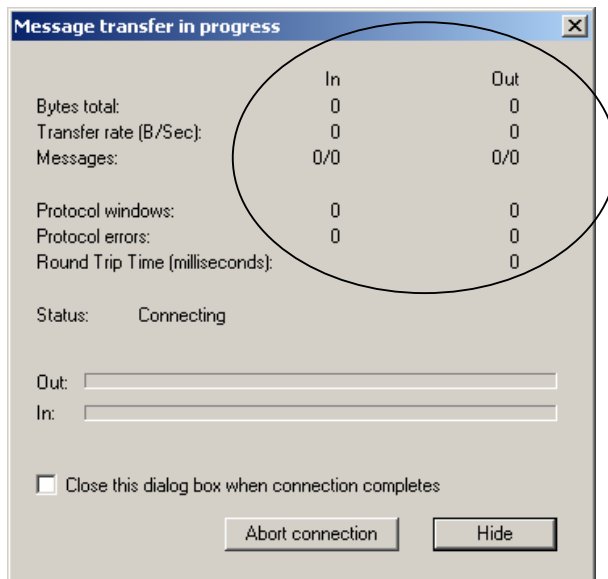 Message transfer in progress
In Out
Bytes total: 0 0
Transfer rate (B/Sec): 0 0
Messages: 0/0 0/0
Protocol windows: 0 0
Protocol errors: 0 0
Round Trip Time (milliseconds): 0
Status: Connecting
Out:
In:
Close this dialog box when connection completes
Abort connection Hide